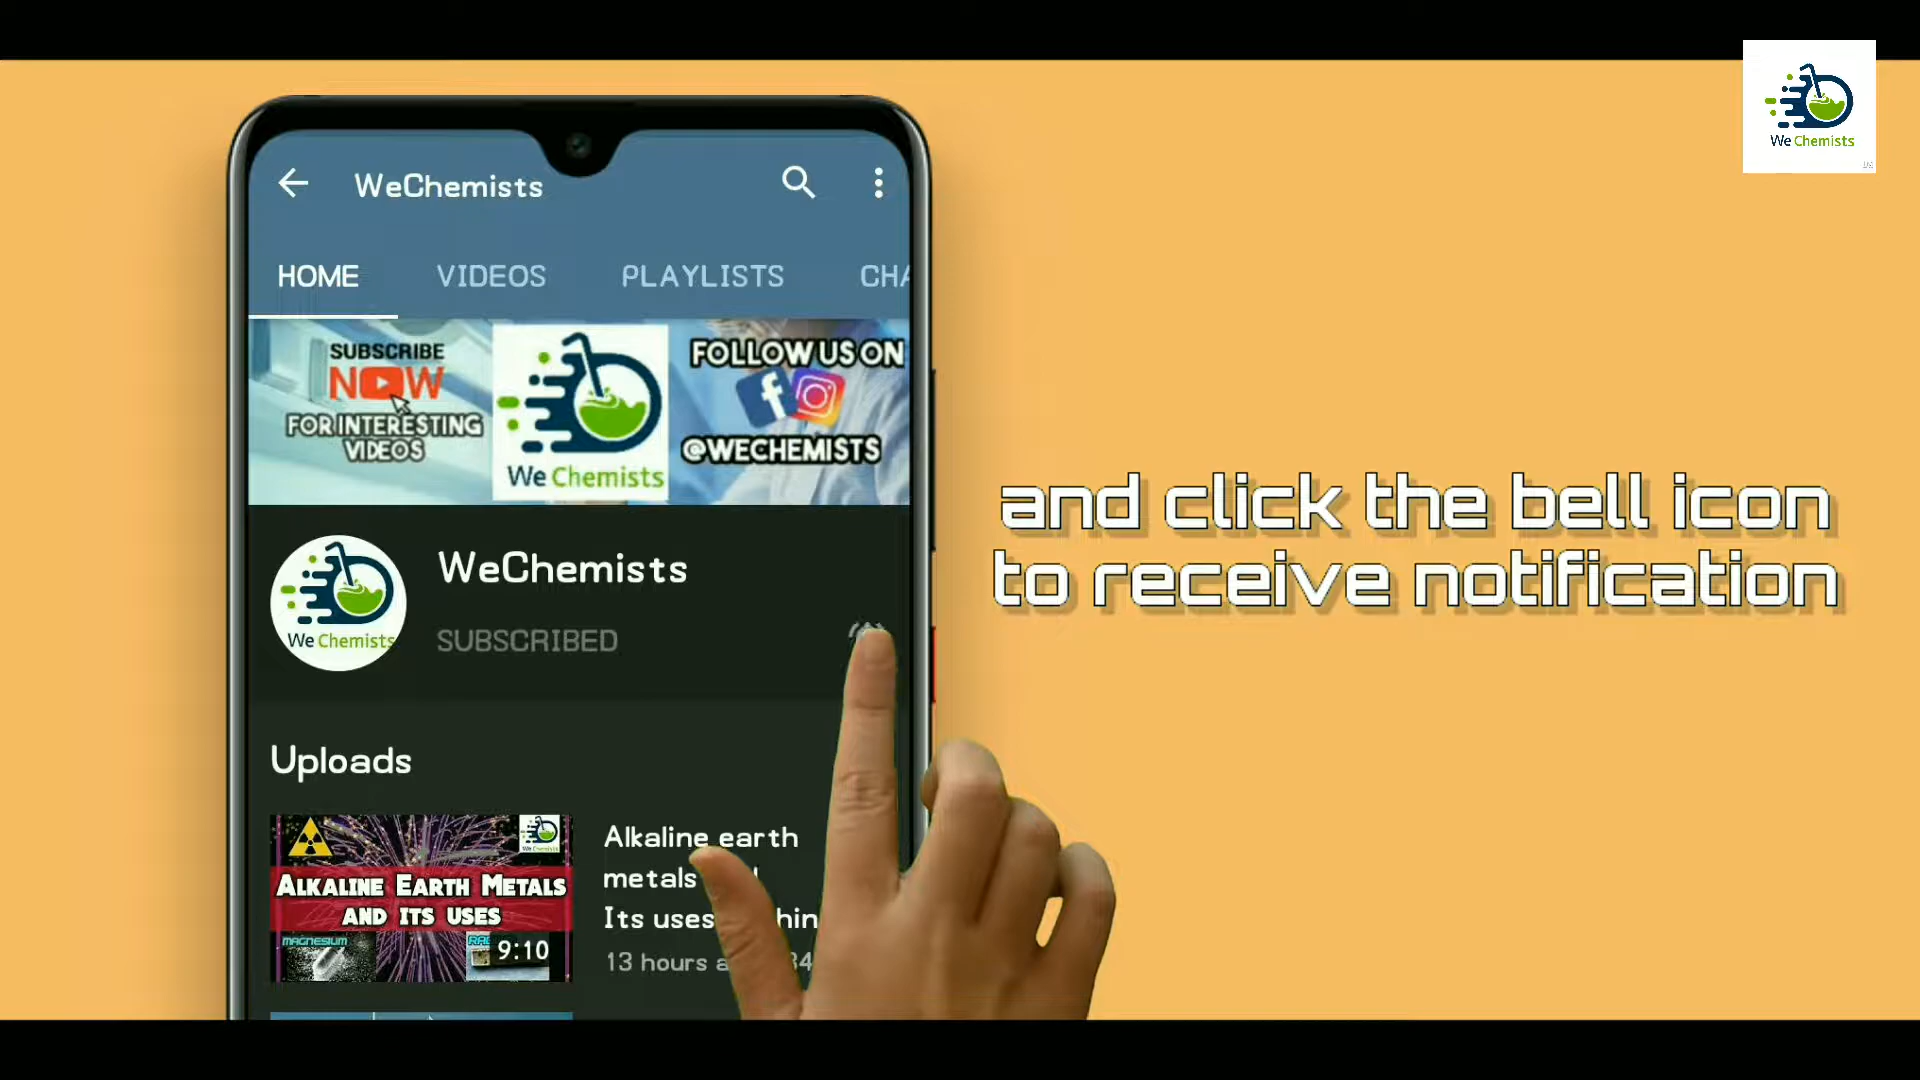 We Chemists
WeChemists
HOME VIDEOS PLAYLISTS CHA
SUBSCRIBE
NOW
FOR INTERESTING
VIDEOS
We Chemists
FOLLOW US ON
@WECHEMISTS
and click the bell icon
to receive notification
WeChemists
We Chemists
SUBSCRIBED
Uploads
ALKALINE EARTH METALS
AND ITS USES
MAGNESIUM
9:10
Alkaline earth
metals
Its uses
13 hours